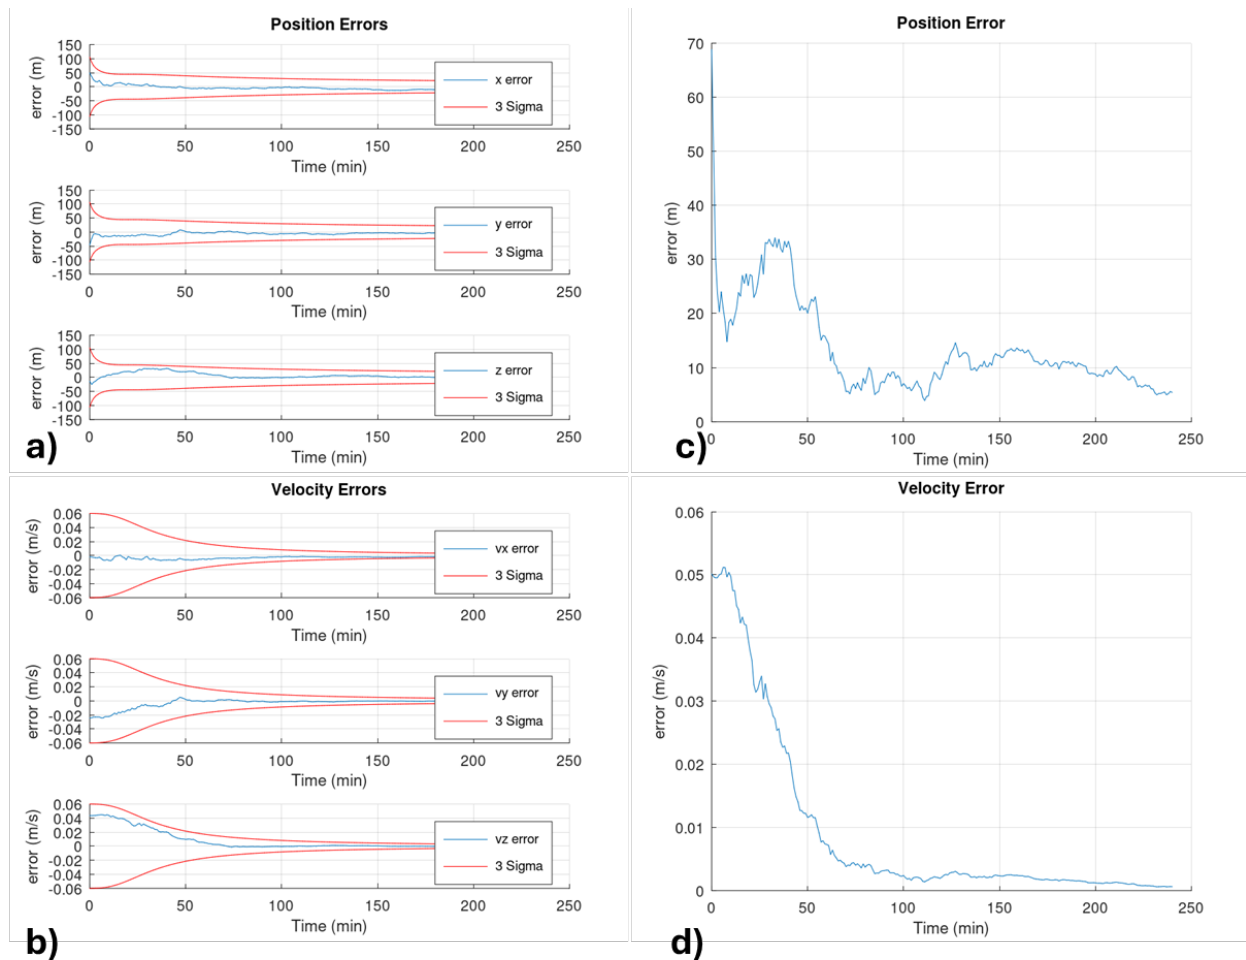 Position Errors
150
100
50
0
-50
-100
-150
error (m)
x error
3 Sigma
0 50 100 150 200 250
Time (min)
150
100
50
0
-50
-100
-150
error (m)
y error
3 Sigma
0 50 100 150 200 250
Time (min)
150
100
50
0
-50
-100
-150
error (m)
z error
3 Sigma
0 50 100 150 200 250
Time (min)
a)
Position Error
70
60
50
40
30
20
10
0
error (m)
0 50 100 150 200 250
Time (min)
c)
Velocity Errors
0.06
0.04
0.02
0
-0.02
-0.04
-0.06
error (m/s)
vx error
3 Sigma
0 50 100 150 200 250
Time (min)
0.06
0.04
0.02
0
-0.02
-0.04
-0.06
error (m/s)
vy error
3 Sigma
0 50 100 150 200 250
Time (min)
0.06
0.04
0.02
0
-0.02
-0.04
-0.06
error (m/s)
vz error
3 Sigma
0 50 100 150 200 250
Time (min)
b)
Velocity Error
0.06
0.05
0.04
0.03
0.02
0.01
0
error (m/s)
0 50 100 150 200 250
Time (min)
d)